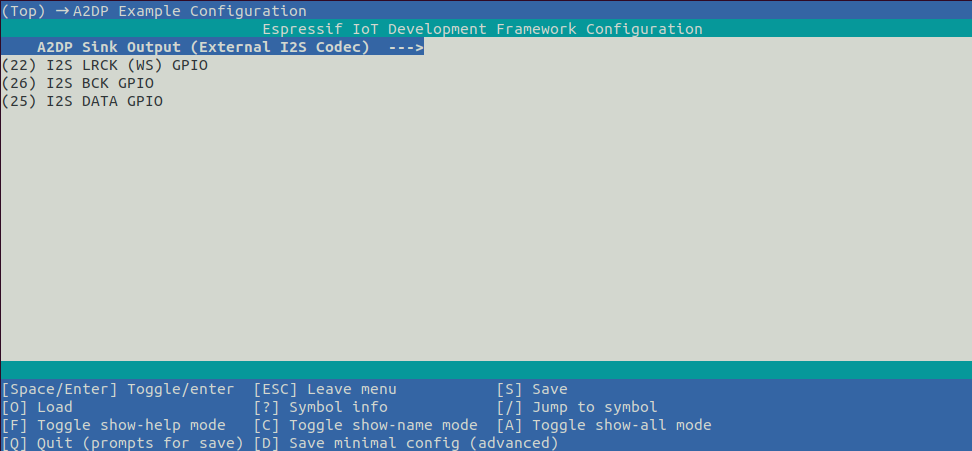 (Top) → A2DP Example Configuration
Espressif IoT Development Framework Configuration
A2DP Sink Output (External I2S Codec)  --->
(22) I2S LRCK (WS) GPIO
(26) I2S BCK GPIO
(25) I2S DATA GPIO
[Space/Enter] Toggle/enter  [ESC] Leave menu  [S] Save
[O] Load  [?] Symbol info  [/] Jump to symbol
[F] Toggle show-help mode  [C] Toggle show-name mode  [A] Toggle show-all mode
[Q] Quit (prompts for save)  [D] Save minimal config (advanced)